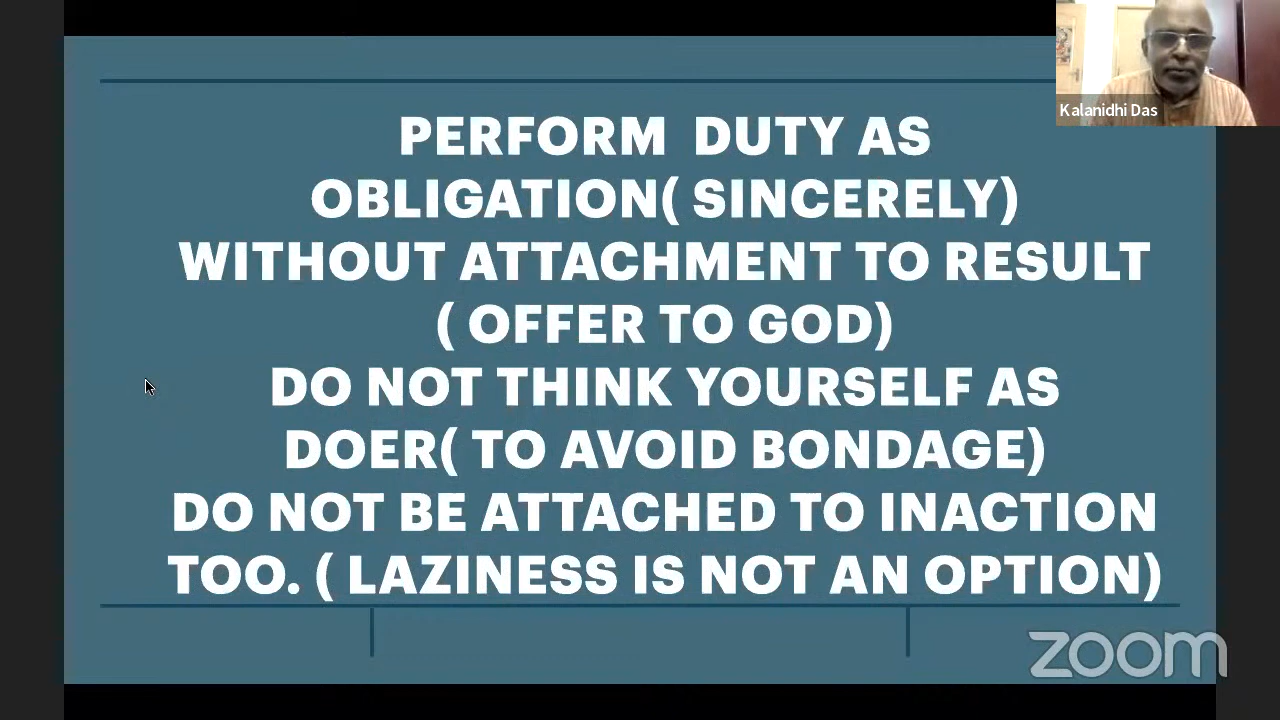 Kalanidhi Das
PERFORM DUTY AS
OBLIGATION( SINCERELY)
WITHOUT ATTACHMENT TO RESULT
( OFFER TO GOD)
DO NOT THINK YOURSELF AS
DOER( TO AVOID BONDAGE)
DO NOT BE ATTACHED TO INACTION
TOO. ( LAZINESS IS NOT AN OPTION)
zoom